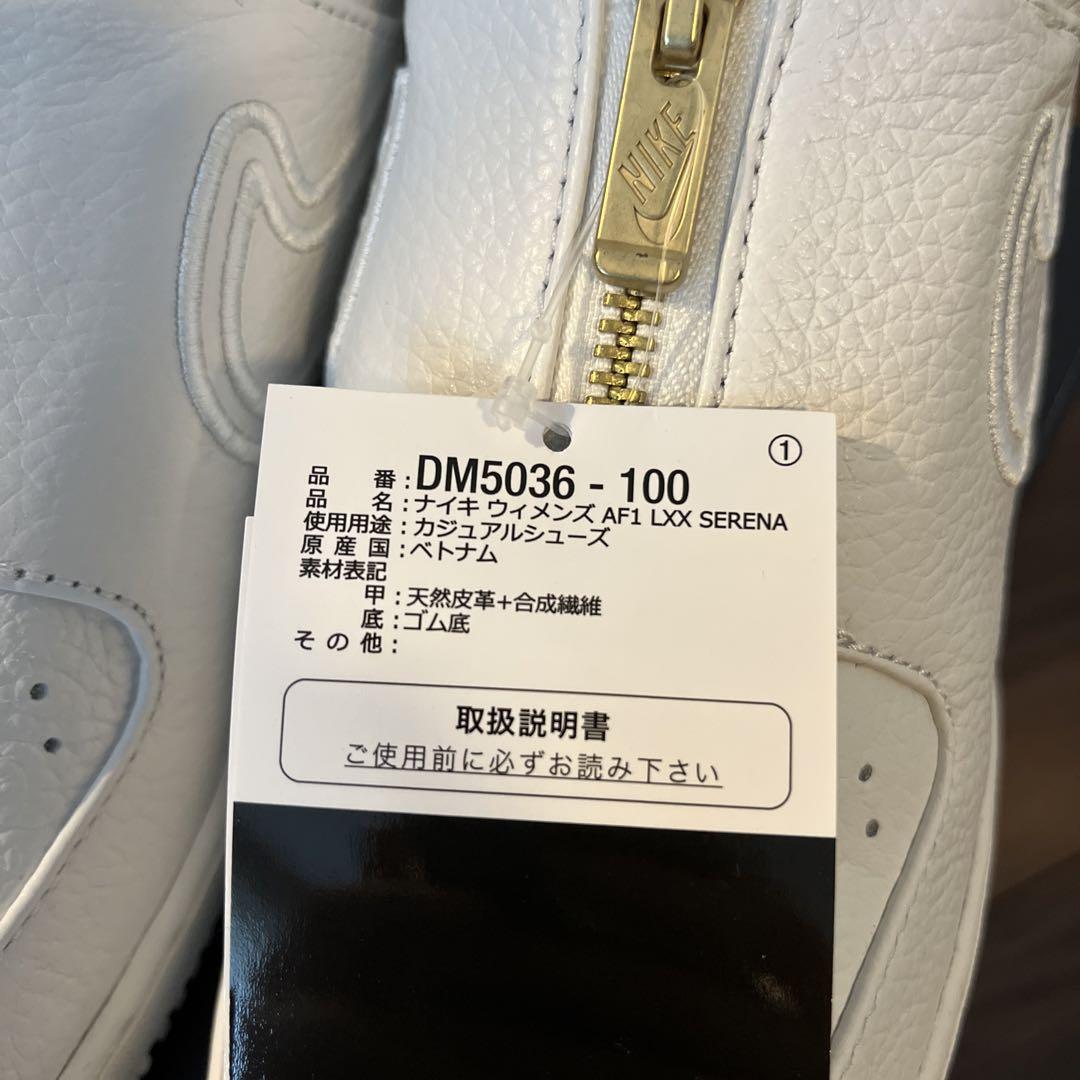 NIKE
①
品 番：DM5036 - 100
品 名：ナイキ ウィメンズ AF1 LXX SERENA
使用用途：カジュアルシューズ
原 産 国：ベトナム
素材表記
甲：天然皮革+合成繊維
底：ゴム底
そ の 他：
取扱説明書
ご使用前に必ずお読み下さい